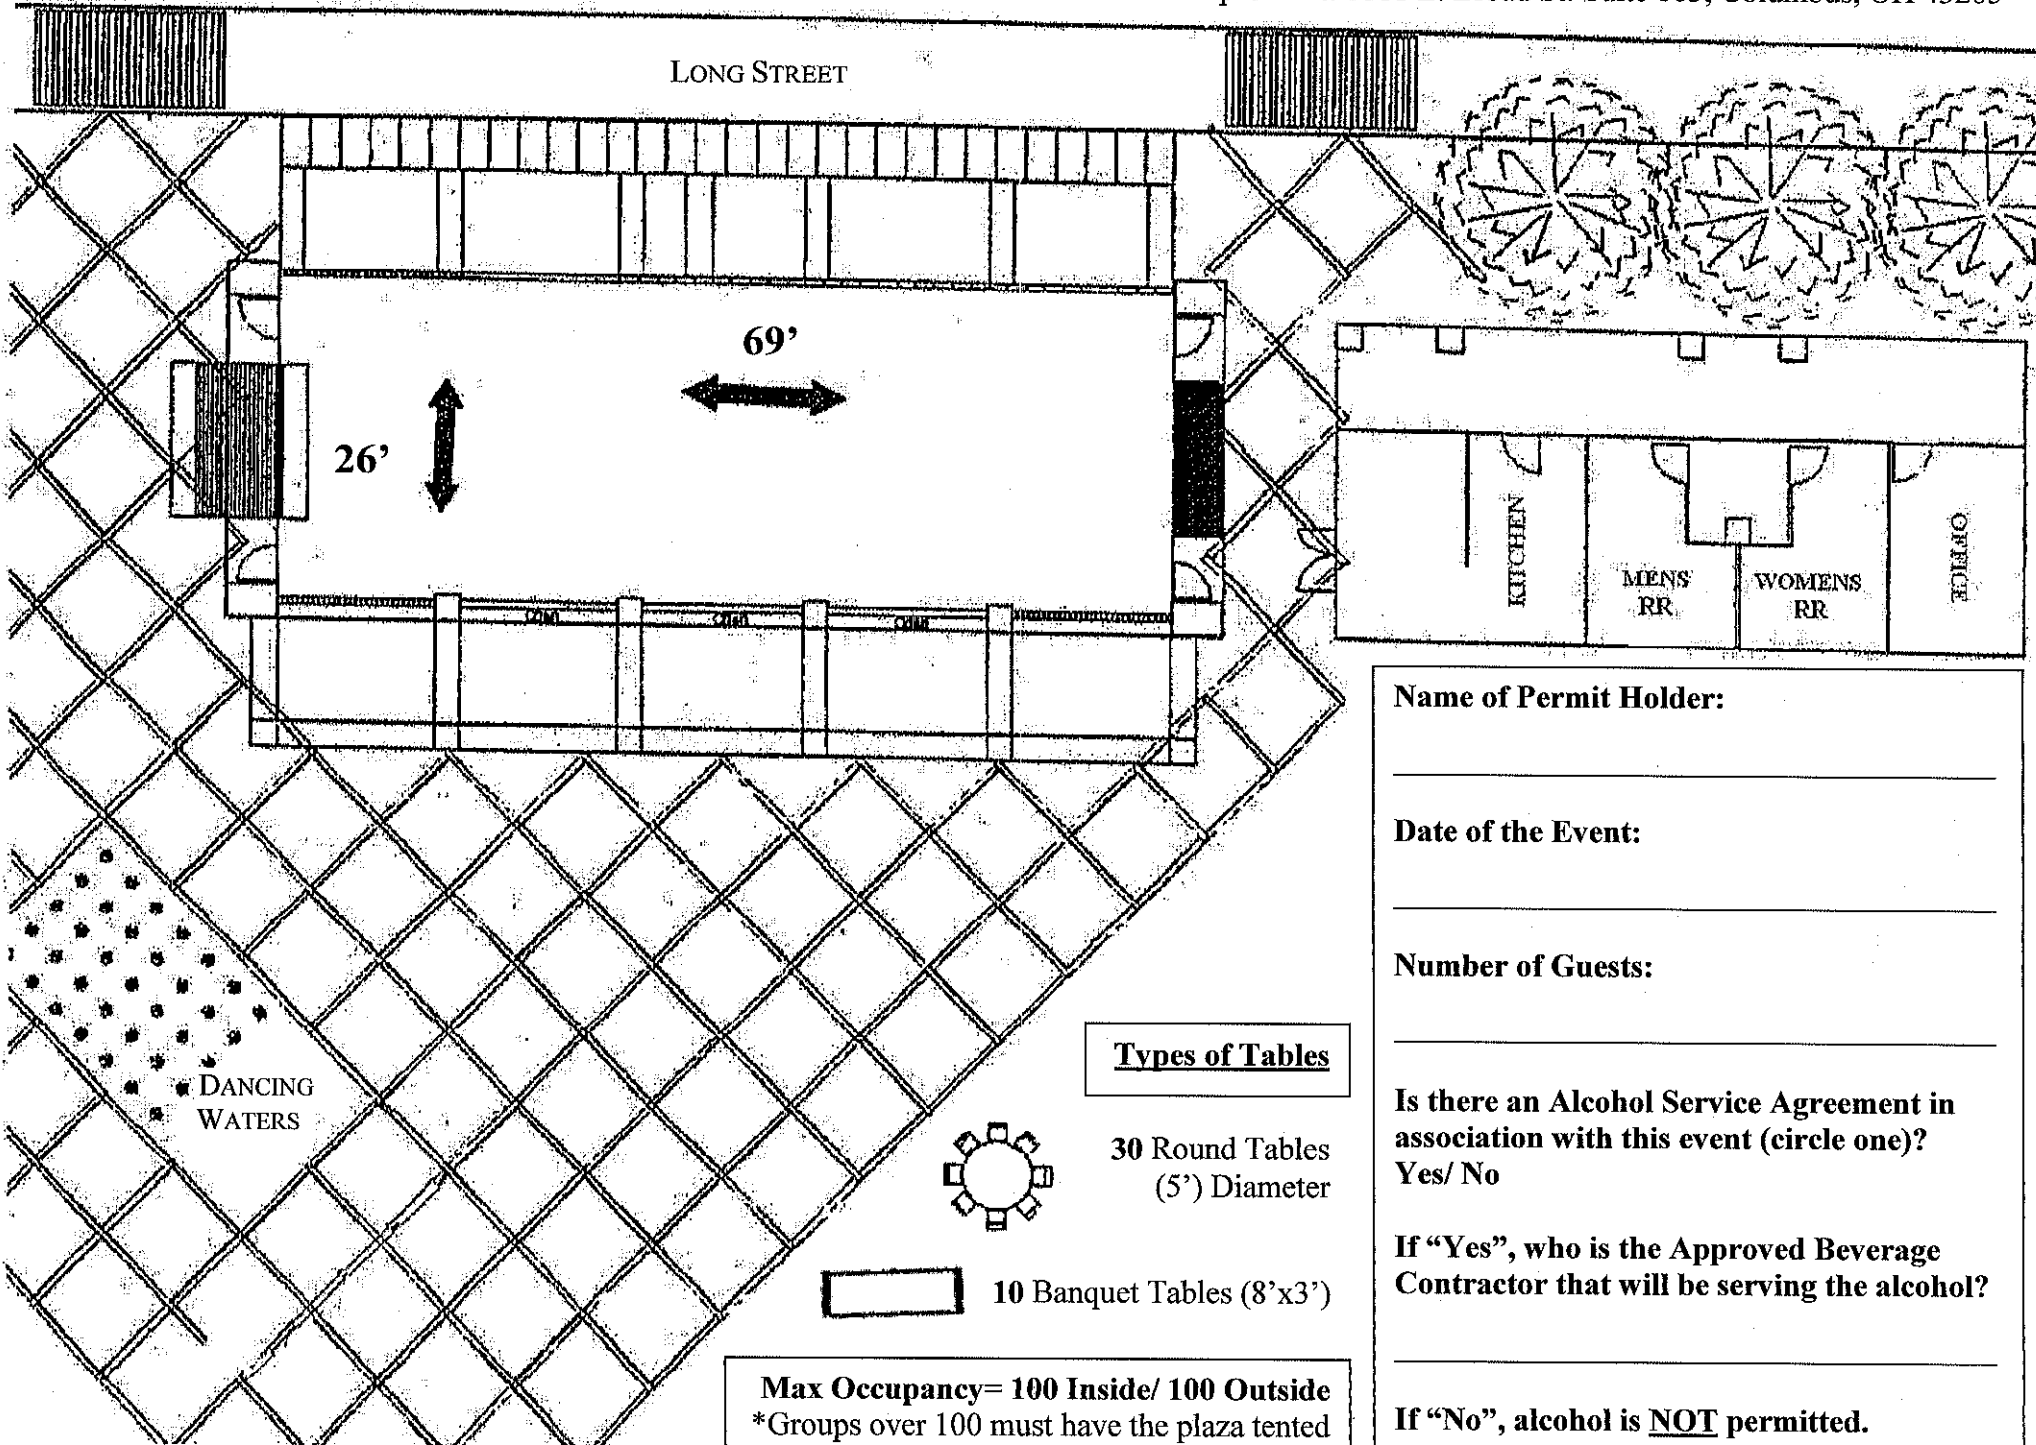 Columbus, OH 43205
LONG STREET
69’
26’
KITCHEN
MENS
RR
WOMENS
RR
OFFICE
DANCING
WATERS
Types of Tables
30 Round Tables
(5’) Diameter
10 Banquet Tables (8’x3’)
Max Occupancy= 100 Inside/ 100 Outside
*Groups over 100 must have the plaza tented
Name of Permit Holder:
Date of the Event:
Number of Guests:
Is there an Alcohol Service Agreement in
association with this event (circle one)?
Yes/ No
If “Yes”, who is the Approved Beverage
Contractor that will be serving the alcohol?
If “No”, alcohol is NOT permitted.